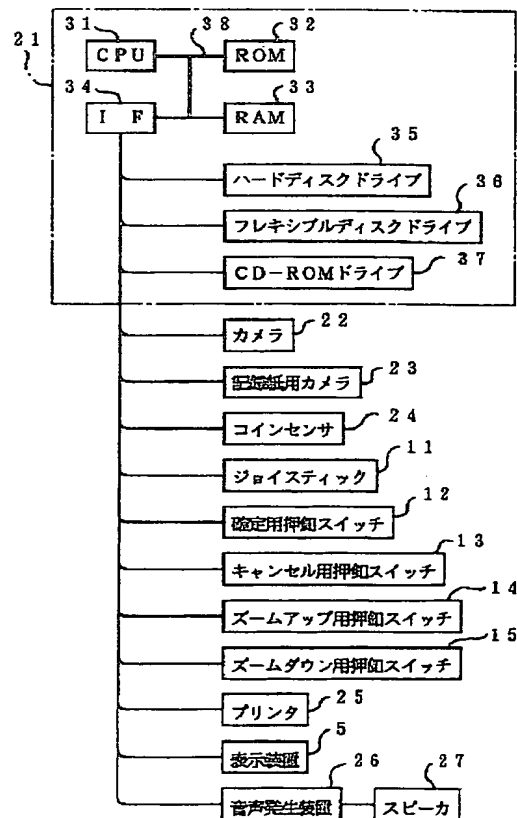 21
31
38
32
CPU
ROM
34
33
I F
RAM
35
ハードディスクドライブ
36
フレキシブルディスクドライブ
37
CD-ROMドライブ
22
カメラ
23
記録紙用カメラ
24
コインセンサ
11
ジョイスティック
12
確定用押釦スイッチ
13
キャンセル用押釦スイッチ
14
ズームアップ用押釦スイッチ
15
ズームダウン用押釦スイッチ
25
プリンタ
5
表示装置
26
27
音声発生装置
スピーカ